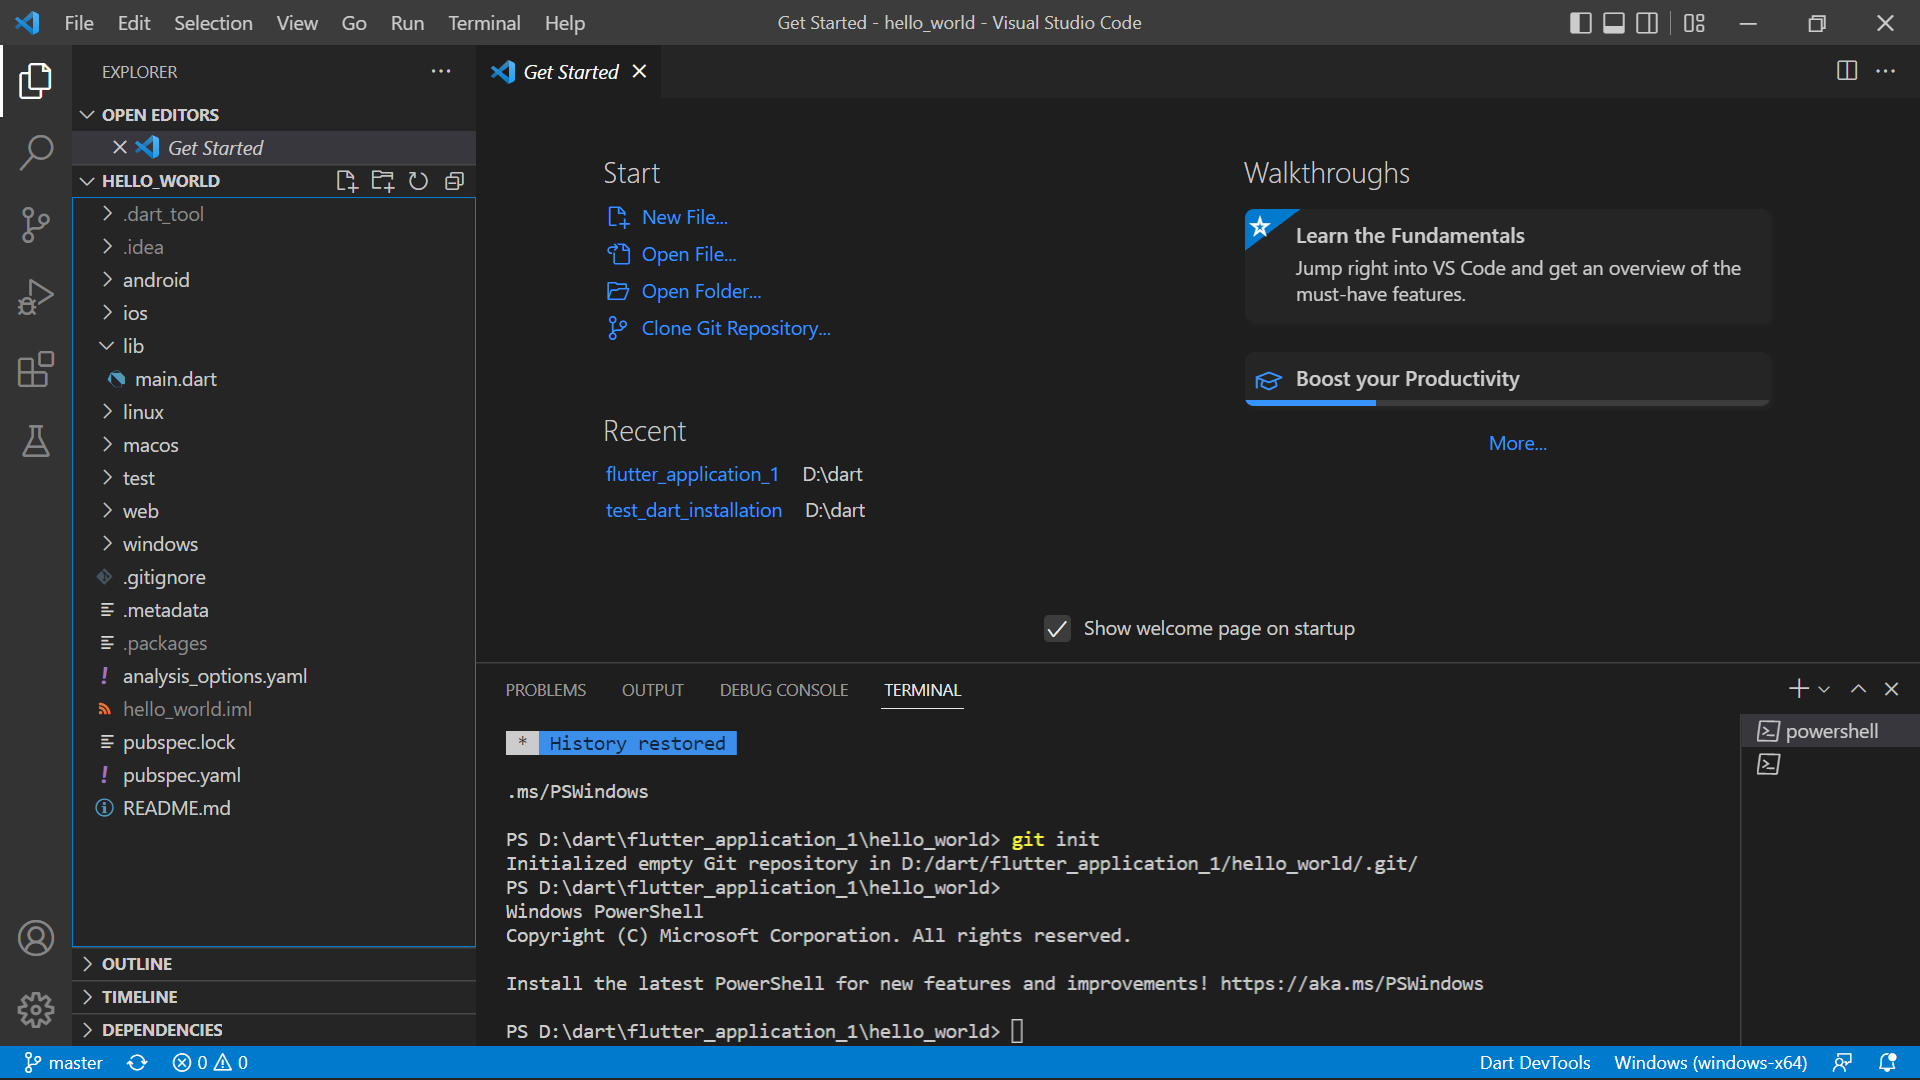 File Edit Selection View Go Run Terminal Help
Get Started - hello_world - Visual Studio Code
EXPLORER
OPEN EDITORS
Get Started
HELLO_WORLD
.dart_tool
.idea
android
ios
lib
main.dart
linux
macos
test
web
windows
.gitignore
.metadata
.packages
analysis_options.yaml
hello_world.iml
pubspec.lock
pubspec.yaml
README.md
OUTLINE
TIMELINE
DEPENDENCIES
Get Started
Start
New File...
Open File...
Open Folder...
Clone Git Repository...
Recent
flutter_application_1 D:\dart
test_dart_installation D:\dart
Walkthroughs
Learn the Fundamentals
Jump right into VS Code and get an overview of the
must-have features.
Boost your Productivity
More...
Show welcome page on startup
PROBLEMS OUTPUT DEBUG CONSOLE TERMINAL
* History restored
.ms/PSWindows
PS D:\dart\flutter_application_1\hello_world> git init
Initialized empty Git repository in D:/dart/flutter_application_1/hello_world/.git/
PS D:\dart\flutter_application_1\hello_world>
Windows PowerShell
Copyright (C) Microsoft Corporation. All rights reserved.
Install the latest PowerShell for new features and improvements! https://aka.ms/PSWindows
PS D:\dart\flutter_application_1\hello_world>
powershell
master 0 0 Dart DevTools Windows (windows-x64)